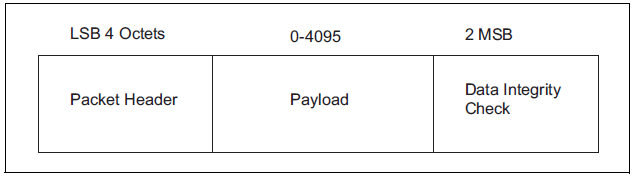 LSB 4 Octets
0-4095
2 MSB
Packet Header
Payload
Data Integrity
Check